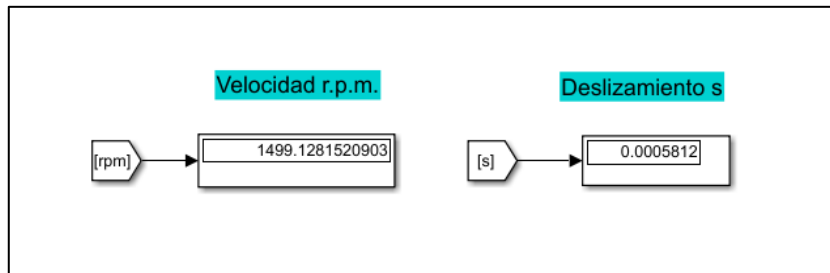 Velocidad r.p.m.
Deslizamiento s
[rpm]
1499.1281520903
[s]
0.0005812